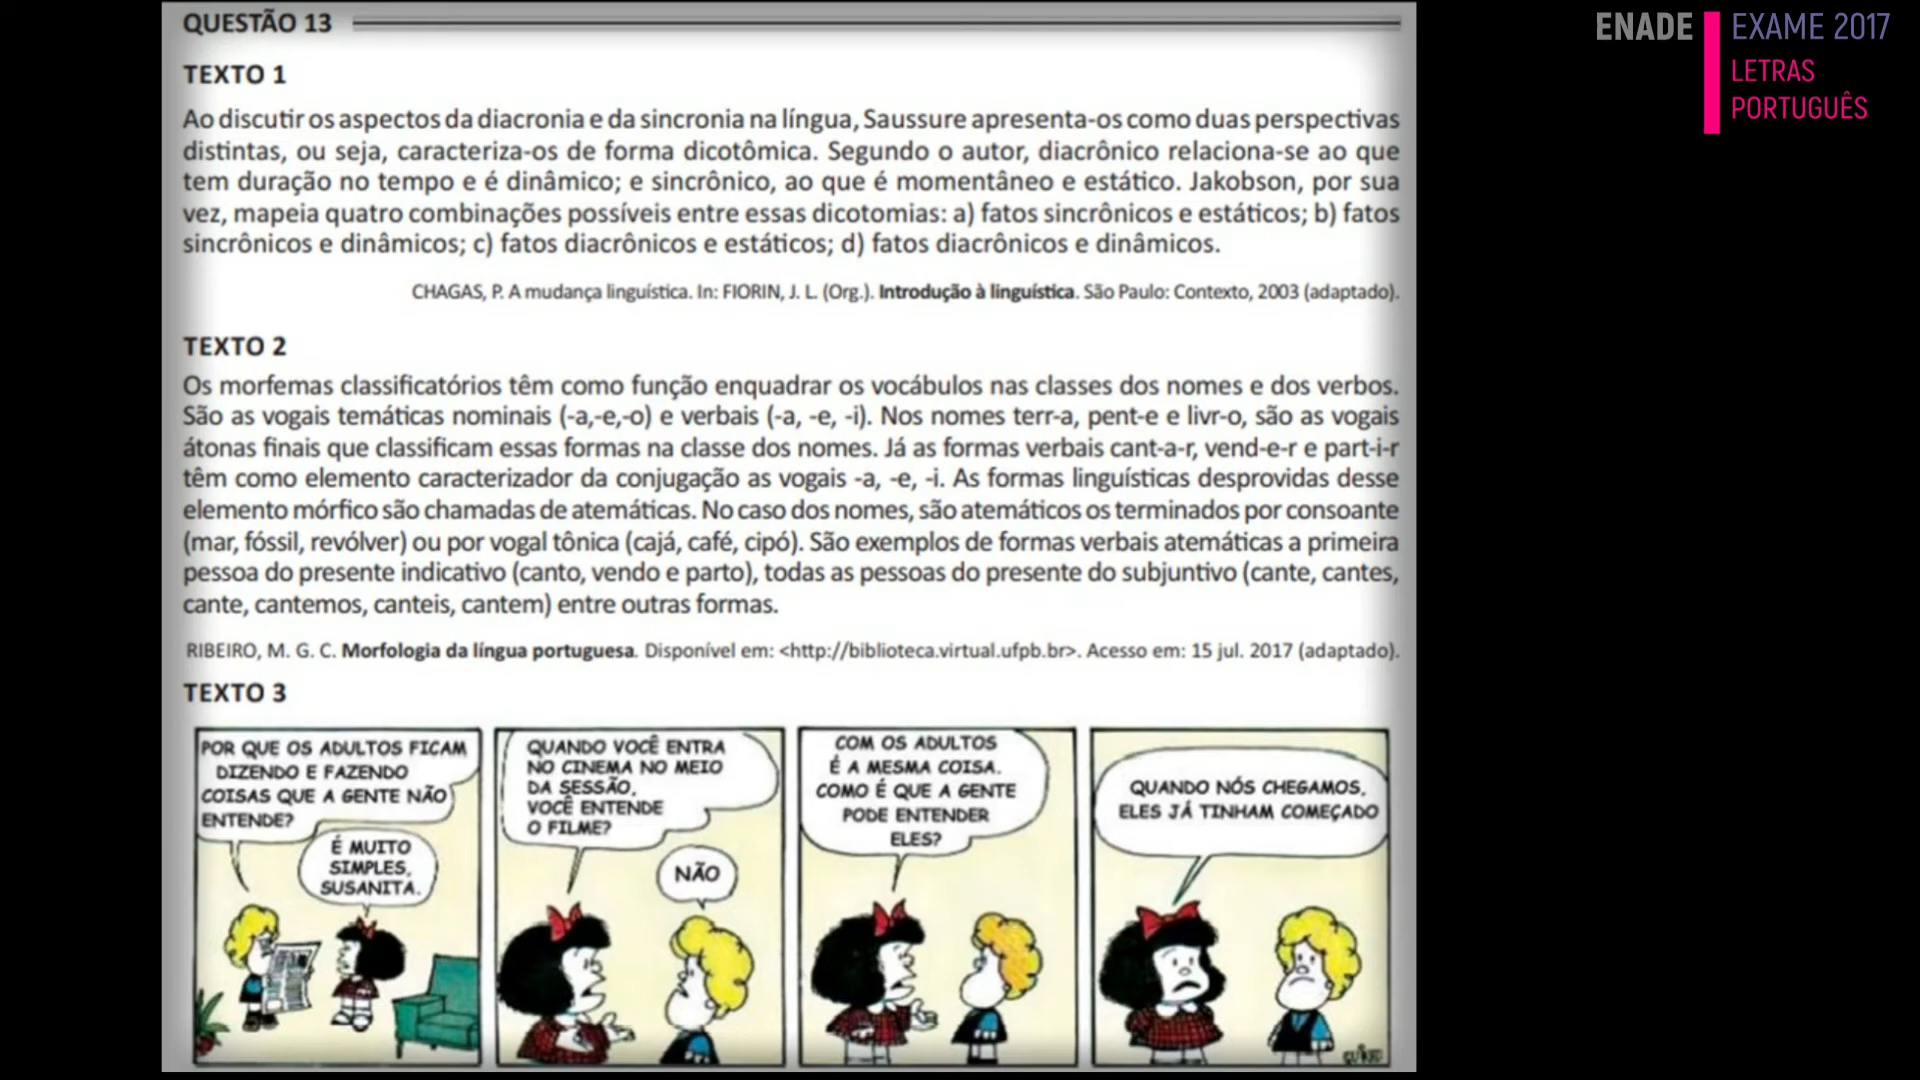 QUESTÃO 13
ENADE
EXAME 2017
LETRAS
PORTUGUÊS
TEXTO 1
Ao discutir os aspectos da diacronia e da sincronia na língua, Saussure apresenta-os como duas perspectivas
distintas, ou seja, caracteriza-os de forma dicotômica. Segundo o autor, diacrônico relaciona-se ao que
tem duração no tempo e é dinâmico; e sincrônico, ao que é momentâneo e estático. Jakobson, por sua
vez, mapeia quatro combinações possíveis entre essas dicotomias: a) fatos sincrônicos e estáticos; b) fatos
sincrônicos e dinâmicos; c) fatos diacrônicos e estáticos; d) fatos diacrônicos e dinâmicos.
CHAGAS, P. A mudança linguística. In: FIORIN, J. L. (Org.). Introdução à linguística. São Paulo: Contexto, 2003 (adaptado).
TEXTO 2
Os morfemas classificatórios têm como função enquadrar os vocábulos nas classes dos nomes e dos verbos.
São as vogais temáticas nominais (-a,-e,-o) e verbais (-a, -e, -i). Nos nomes terr-a, pent-e e livr-o, são as vogais
átonas finais que classificam essas formas na classe dos nomes. Já as formas verbais cant-a-r, vend-e-r e part-i-r
têm como elemento caracterizador da conjugação as vogais -a, -e, -i. As formas linguísticas desprovidas desse
elemento mórfico são chamadas de atemáticas. No caso dos nomes, são atemáticos os terminados por consoante
(mar, fóssil, revólver) ou por vogal tônica (cajá, café, cipó). São exemplos de formas verbais atemáticas a primeira
pessoa do presente indicativo (canto, vendo e parto), todas as pessoas do presente do subjuntivo (cante, cantes,
cante, cantemos, canteis, cantem) entre outras formas.
RIBEIRO, M. G. C. Morfologia da língua portuguesa. Disponível em: <http://biblioteca.virtual.ufpb.br>. Acesso em: 15 jul. 2017 (adaptado).
TEXTO 3
POR QUE OS ADULTOS FICAM
DIZENDO E FAZENDO
COISAS QUE A GENTE NÃO
ENTENDE?
É MUITO
SIMPLES,
SUSANITA.
QUANDO VOCÊ ENTRA
NO CINEMA NO MEIO
DA SESSÃO,
VOCÊ ENTENDE
O FILME?
NÃO
COM OS ADULTOS
É A MESMA COISA.
COMO É QUE A GENTE
PODE ENTENDER
ELES?
QUANDO NÓS CHEGAMOS,
ELES JÁ TINHAM COMEÇADO
QUINO